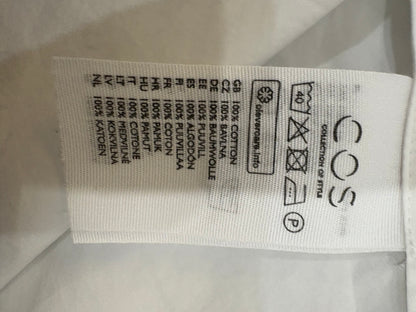 COS
COLLECTION OF STYLE
40
P
clevercare.info
GB 100% COTTON
CZ 100% BAVLNA
DE 100% BAUMWOLLE
EE 100% PUUVILL
ES 100% ALGODÓN
FI 100% PUUVILLAA
FR 100% COTON
HR 100% PAMUK
HU 100% PAMUT
IT 100% COTONE
LT 100% MEDVILNĖ
LV 100% KOKVILNA
NL 100% KATOEN